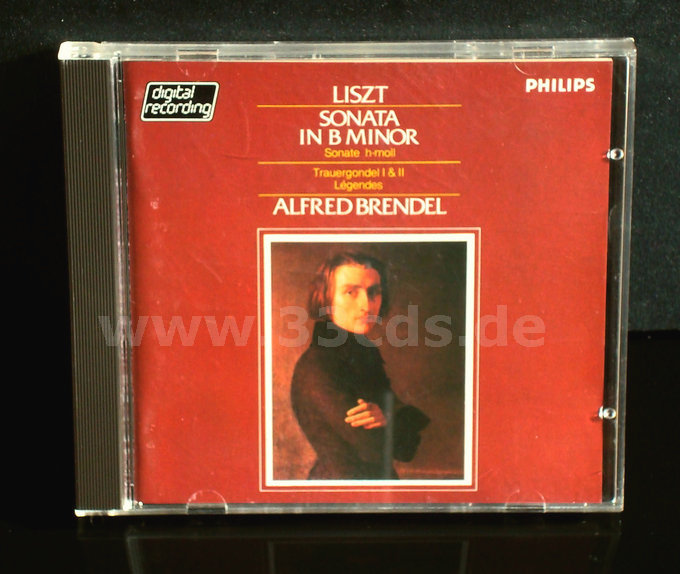 digital
recording
LISZT
PHILIPS
SONATA
IN B MINOR
Sonate h-moll
Trauergondel I & II
Légendes
ALFRED BRENDEL
www.33cds.de